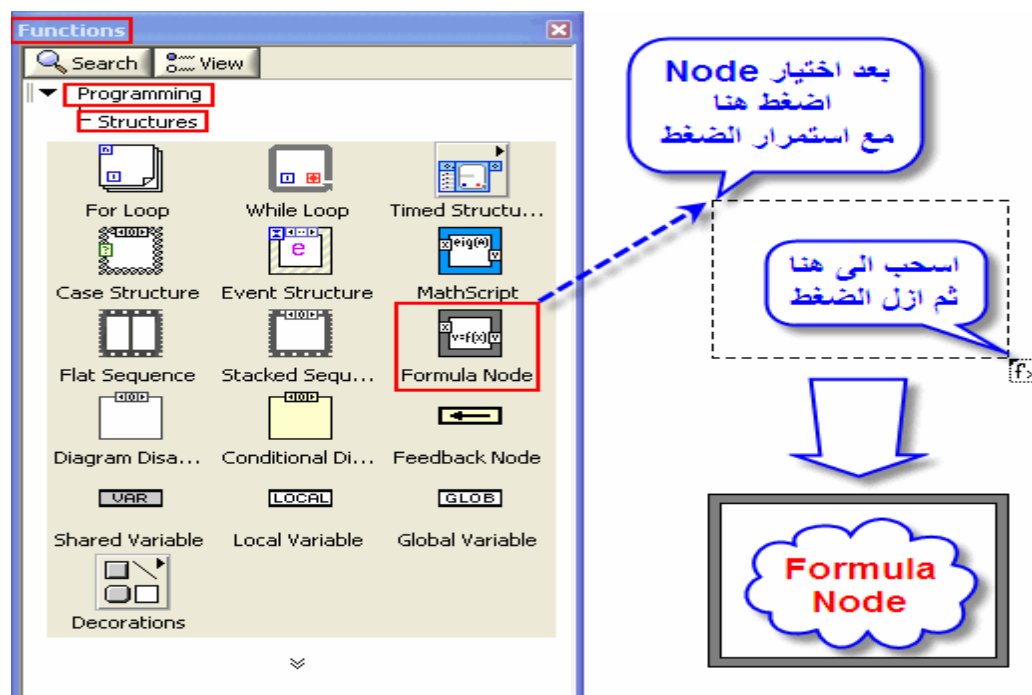 Functions
Search View
Programming
Structures
For Loop While Loop Timed Structu...
Case Structure Event Structure MathScript
Flat Sequence Stacked Sequ... Formula Node
Diagram Disa... Conditional Di... Feedback Node
VAR LOCAL GLOB
Shared Variable Local Variable Global Variable
Decorations
بعد اختيار Node
اضغط هنا
مع استمرار الضغط
اسحب الى هنا
ثم ازل الضغط
Formula
Node